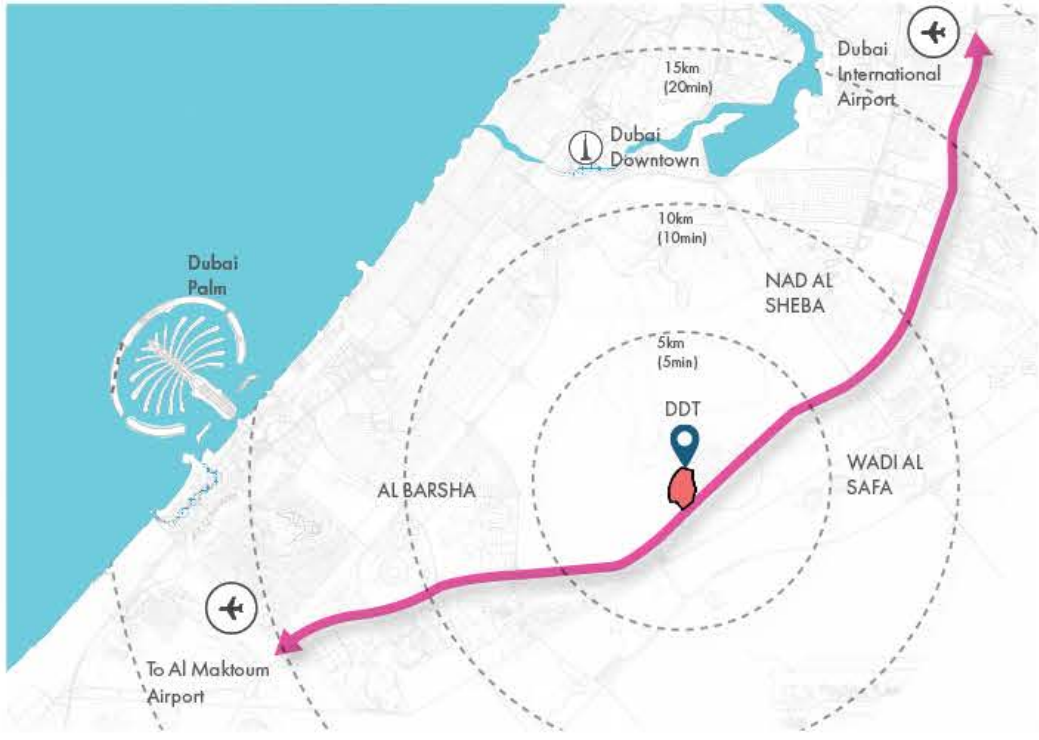 Dubai
International
Airport
15km
(20min)
Dubai
Downtown
10km
(10min)
Dubai
Palm
NAD AL
SHEBA
5km
(5min)
DDT
WADI AL
SAFA
AL BARSHA
To Al Maktoum
Airport